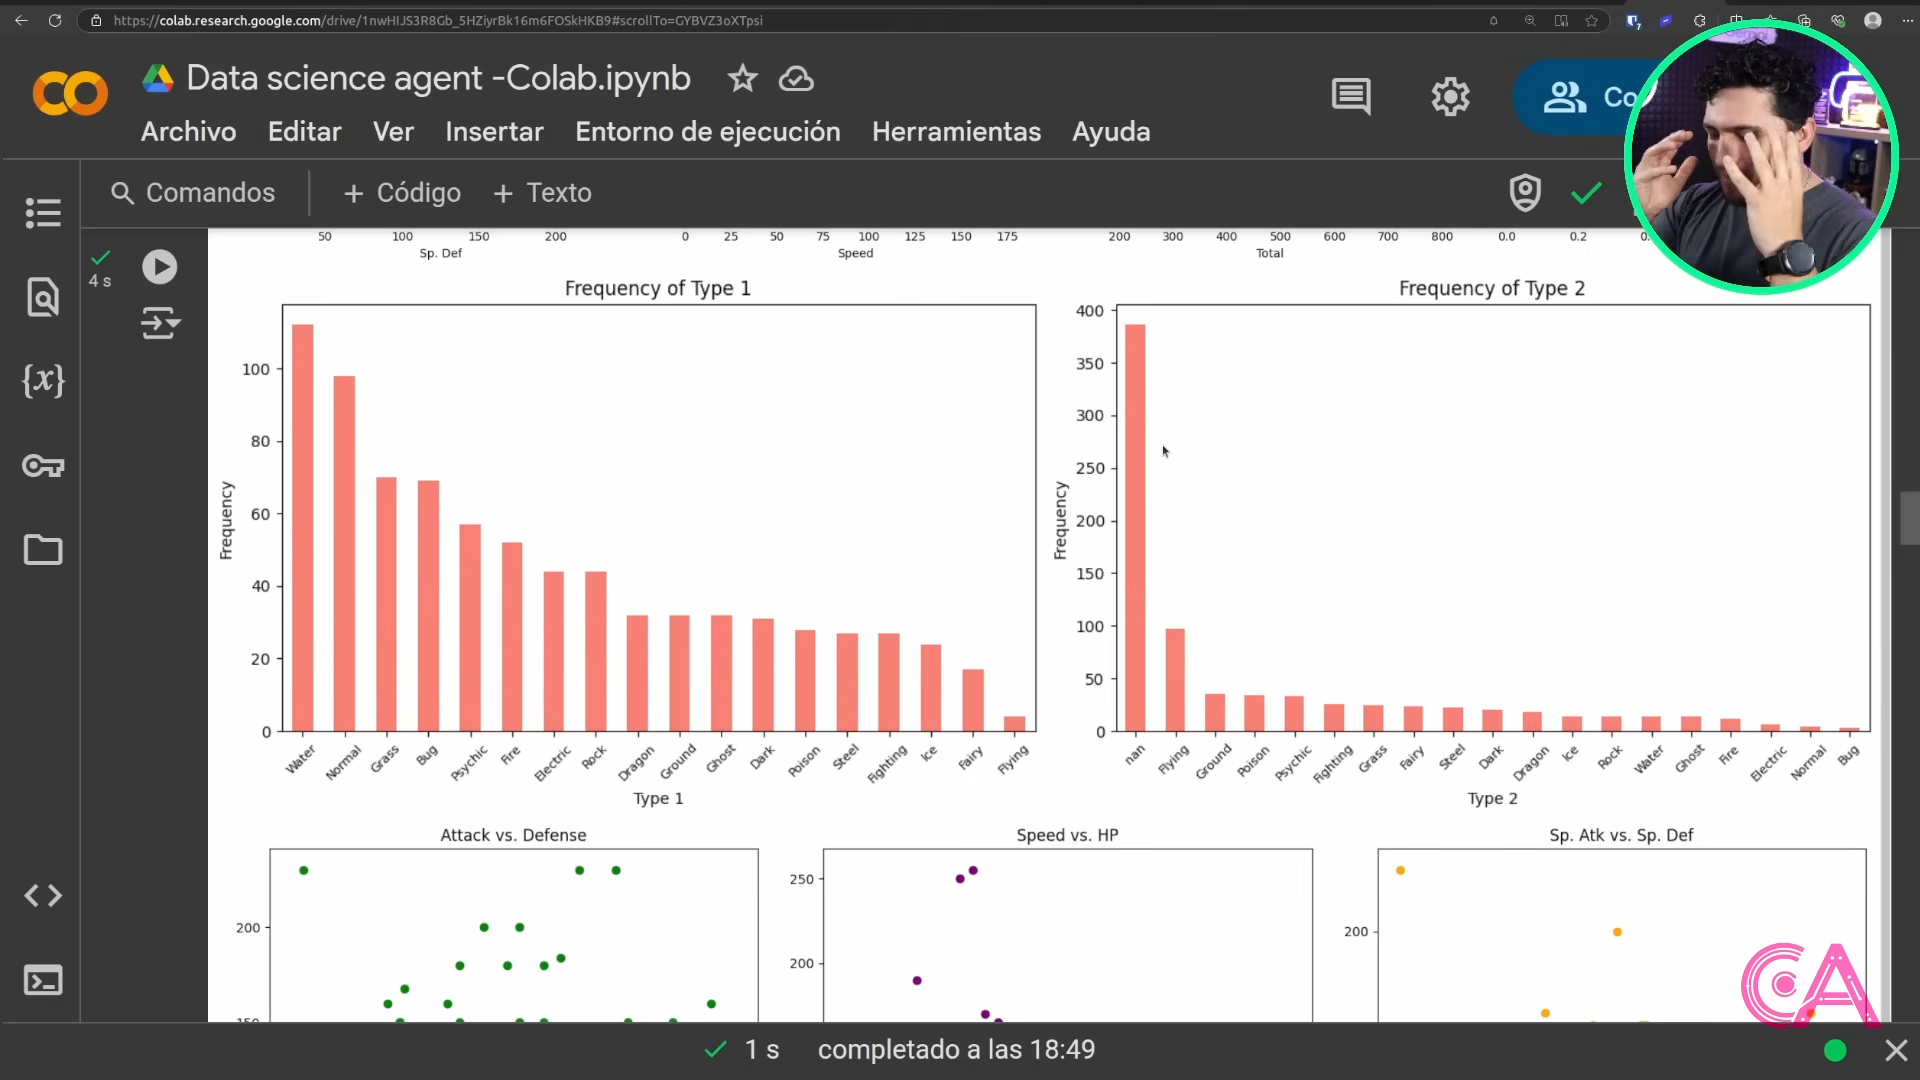 https://colab.research.google.com/drive/1nwHIJS3R8Gb_5HZiyrBk16m6FOSkHKB9#scrollTo=GYBVZ3oXTpsi
Data science agent -Colab.ipynb
Archivo Editar Ver Insertar Entorno de ejecución Herramientas Ayuda
Co
Comandos + Código + Texto
4 s
50 100 150 200
Sp. Def
0 25 50 75 100 125 150 175
Speed
200 300 400 500 600 700 800
Total
0.0 0.2
Frequency of Type 1
100
80
60
40
20
0
Frequency
Water Normal Grass Bug Psychic Fire Electric Rock Dragon Ground Ghost Dark Poison Steel Fighting Ice Fairy Flying
Type 1
Frequency of Type 2
400
350
300
250
200
150
100
50
0
Frequency
nan Flying Ground Poison Psychic Fighting Grass Fairy Steel Dark Dragon Ice Rock Water Ghost Fire Electric Normal Bug
Type 2
Attack vs. Defense
200
150
Speed vs. HP
250
200
Sp. Atk vs. Sp. Def
200
CA
1 s completado a las 18:49